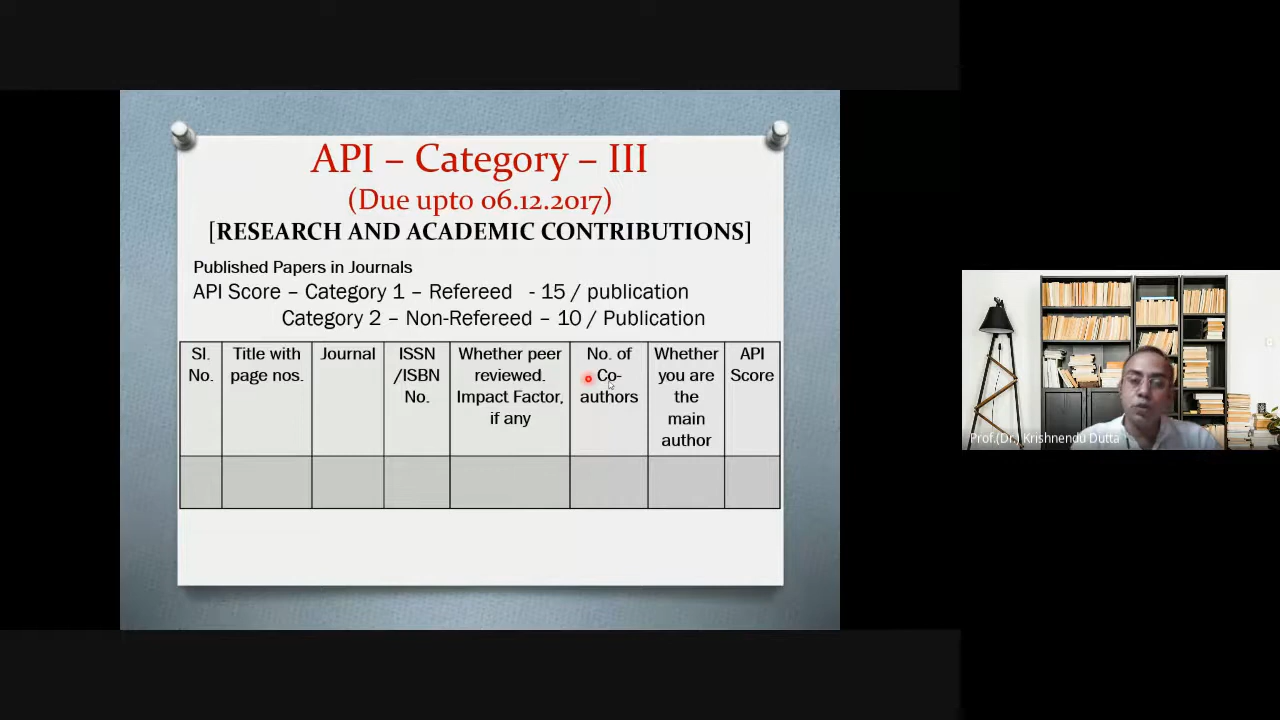 API – Category – III
(Due upto 06.12.2017)
[RESEARCH AND ACADEMIC CONTRIBUTIONS]
Published Papers in Journals
API Score – Category 1 – Refereed - 15 / publication
Category 2 – Non-Refereed – 10 / Publication
Sl. No.
Title with page nos.
Journal
ISSN /ISBN No.
Whether peer reviewed. Impact Factor, if any
No. of Co-authors
Whether you are the main author
API Score
Prof.(Dr.) Krishnendu Dutta